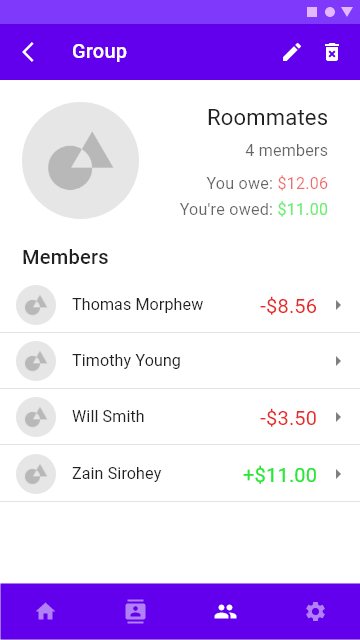 Group
Roommates
4 members
You owe: $12.06
You're owed: $11.00
Members
Thomas Morphew -$8.56
Timothy Young
Will Smith -$3.50
Zain Sirohey +$11.00